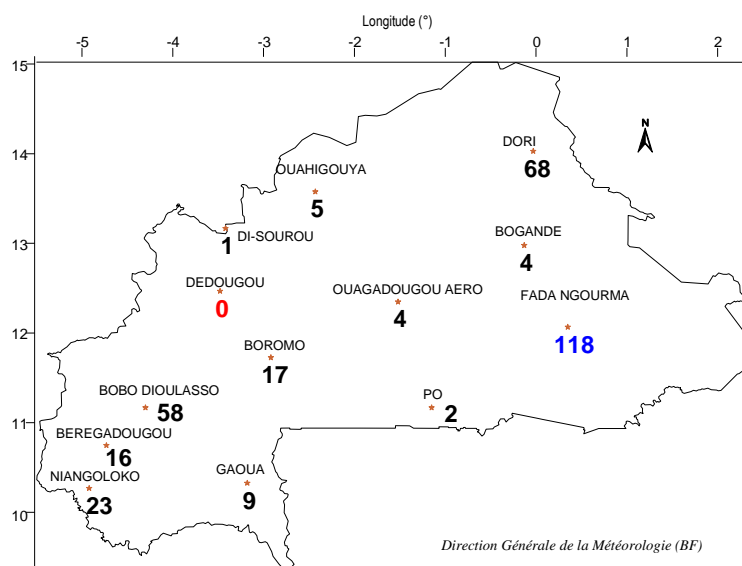 Longitude (°)
-5 -4 -3 -2 -1 0 1 2
15
14
13
12
11
10
N
DORI
68
OUAHIGOUYA
5
DI-SOUROU
1
BOGANDE
4
DEDOUGOU
0
OUAGADOUGOU AERO
4
FADA NGOURMA
118
BOROMO
17
BOBO DIOULASSO
58
PO
2
BEREGADOUGOU
16
NIANGOLOKO
23
GAOUA
9
Direction Générale de la Météorologie (BF)